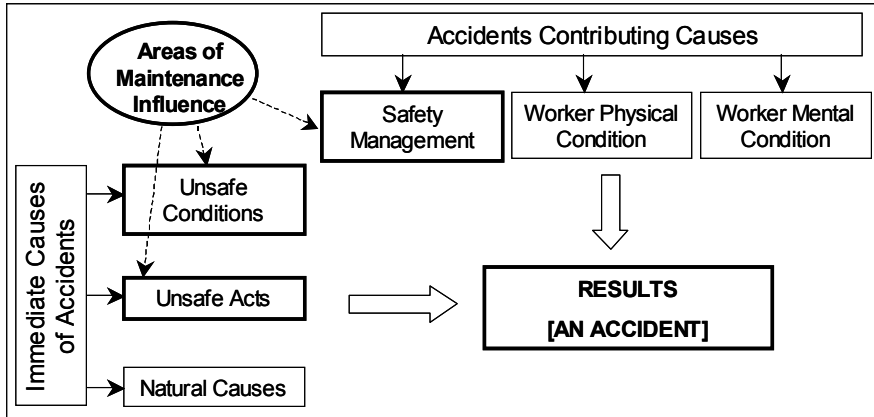 Areas of
Maintenance
Influence
Accidents Contributing Causes
Safety
Management
Worker Physical
Condition
Worker Mental
Condition
Immediate Causes
of Accidents
Unsafe
Conditions
Unsafe Acts
Natural Causes
RESULTS
[AN ACCIDENT]